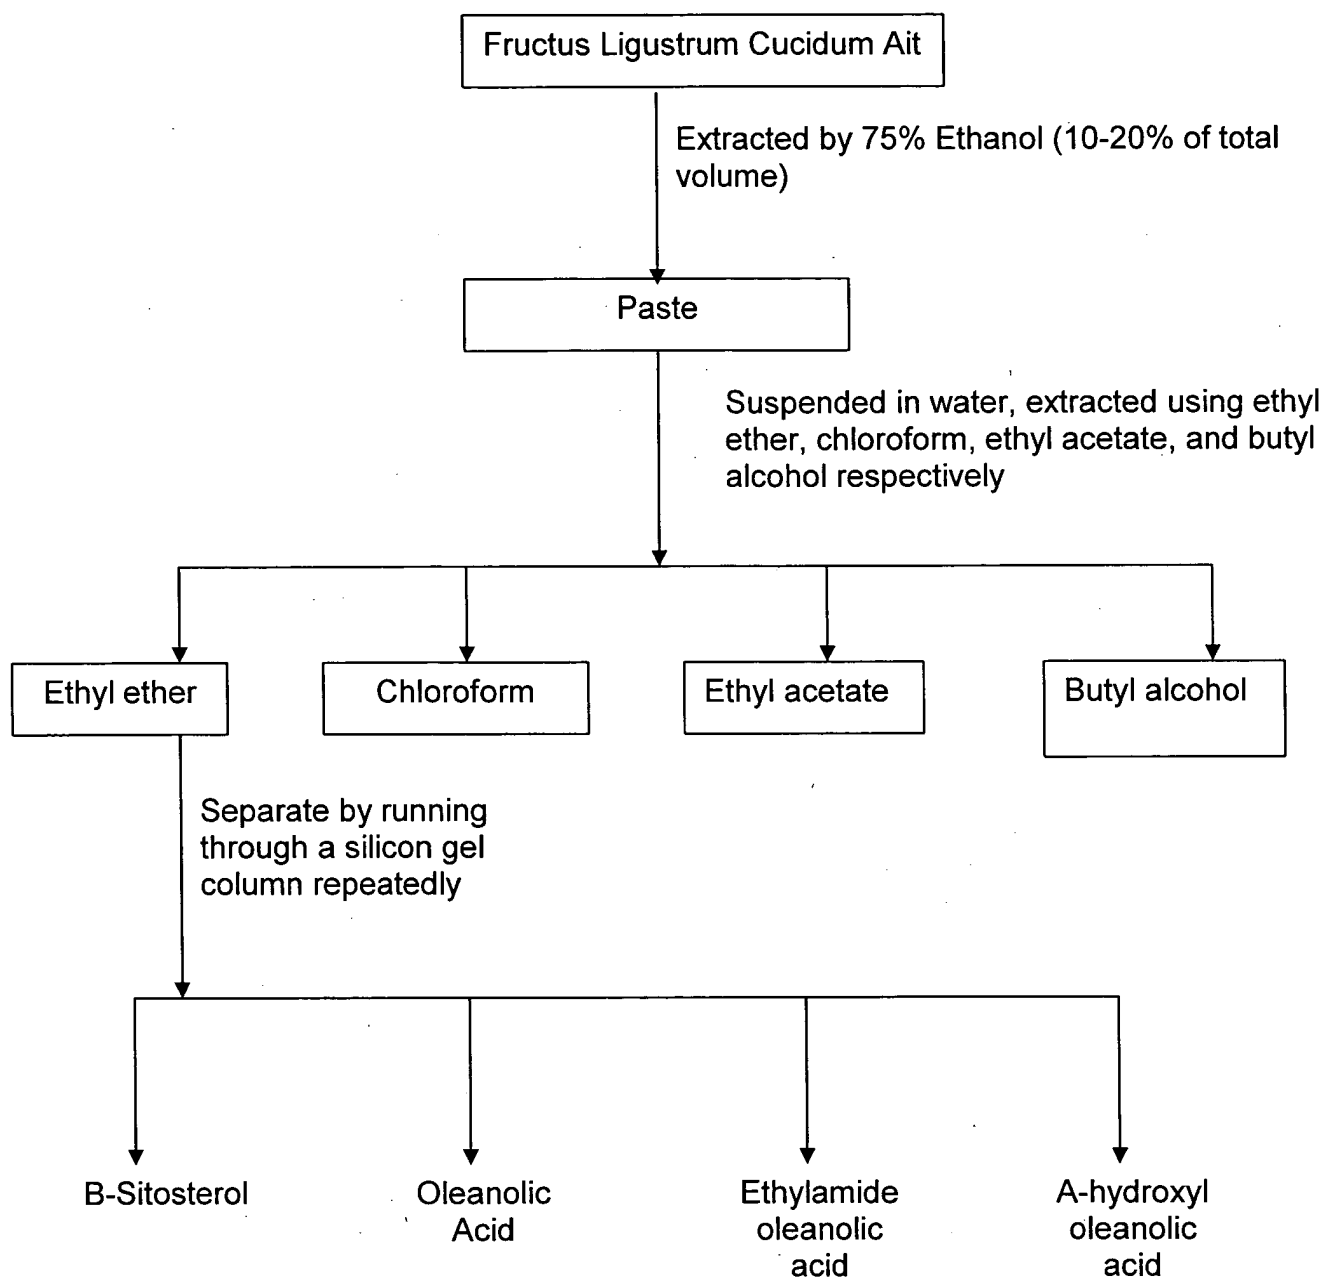 Fructus Ligustrum Cucidum Ait
Extracted by 75% Ethanol (10-20% of total
volume)
Paste
Suspended in water, extracted using ethyl
ether, chloroform, ethyl acetate, and butyl
alcohol respectively
Ethyl ether
Chloroform
Ethyl acetate
Butyl alcohol
Separate by running
through a silicon gel
column repeatedly
B-Sitosterol
Oleanolic
Acid
Ethylamide
oleanolic
acid
A-hydroxyl
oleanolic
acid